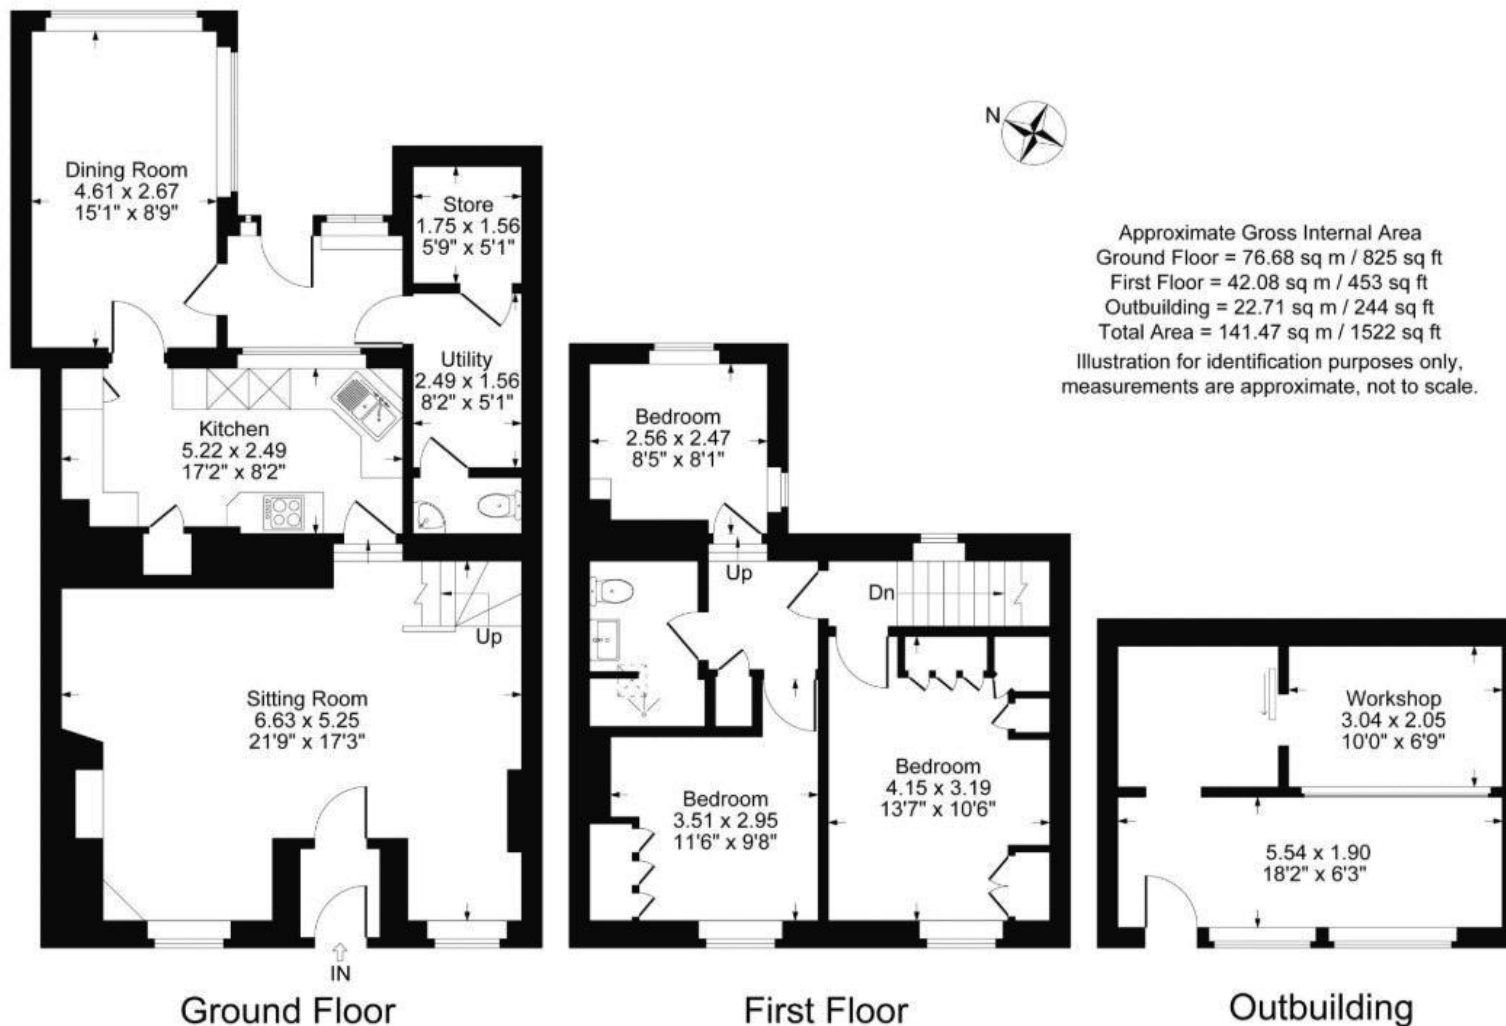 Dining Room
4.61 x 2.67
15'1" x 8'9"
Store
1.75 x 1.56
5'9" x 5'1"
Utility
2.49 x 1.56
8'2" x 5'1"
Kitchen
5.22 x 2.49
17'2" x 8'2"
Up
Sitting Room
6.63 x 5.25
21'9" x 17'3"
IN
Ground Floor
N
Approximate Gross Internal Area
Ground Floor = 76.68 sq m / 825 sq ft
First Floor = 42.08 sq m / 453 sq ft
Outbuilding = 22.71 sq m / 244 sq ft
Total Area = 141.47 sq m / 1522 sq ft
Illustration for identification purposes only,
measurements are approximate, not to scale.
Bedroom
2.56 x 2.47
8'5" x 8'1"
Up
Dn
Bedroom
3.51 x 2.95
11'6" x 9'8"
Bedroom
4.15 x 3.19
13'7" x 10'6"
First Floor
Workshop
3.04 x 2.05
10'0" x 6'9"
5.54 x 1.90
18'2" x 6'3"
Outbuilding